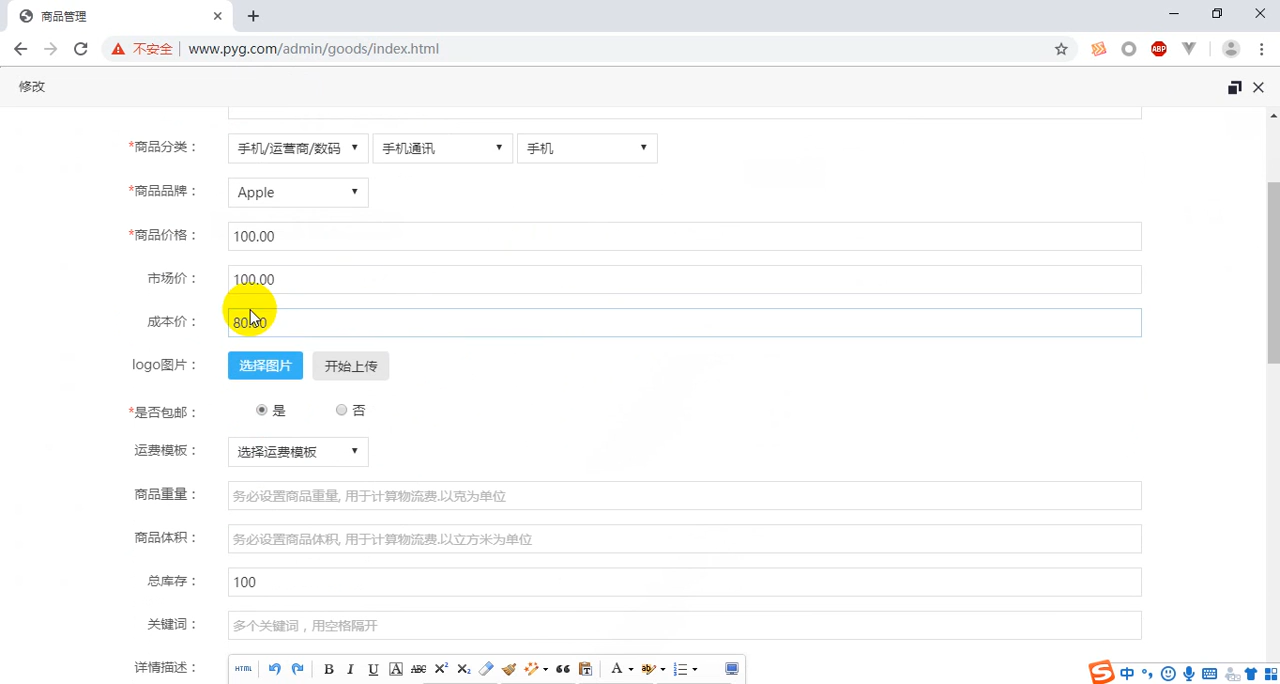 商品管理
不安全 www.pyg.com/admin/goods/index.html
ABP
修改
*商品分类： 手机/运营商/数码 手机通讯 手机
*商品品牌： Apple
*商品价格： 100.00
市场价： 100.00
成本价： 80.00
logo图片： 选择图片 开始上传
*是否包邮： 是 否
运费模板： 选择运费模板
商品重量： 务必设置商品重量, 用于计算物流费.以克为单位
商品体积： 务必设置商品体积, 用于计算物流费.以立方米为单位
总库存： 100
关键词： 多个关键词，用空格隔开
详情描述： HTML B I U A ABC X² X₂ A ab
S 中